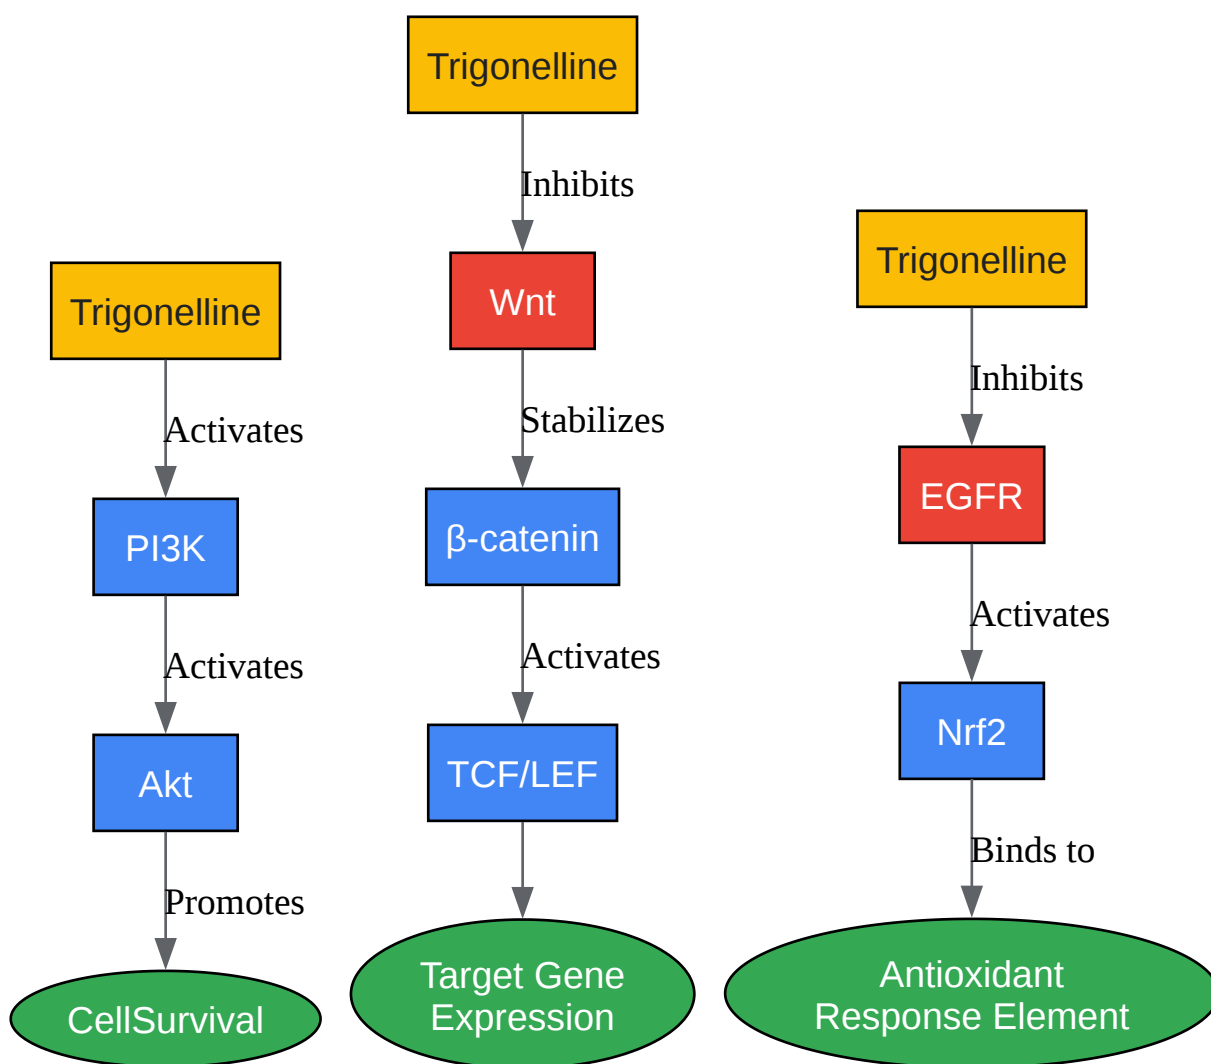 Trigonelline
Activates
PI3K
Activates
Akt
Promotes
CellSurvival
Trigonelline
Inhibits
Wnt
Stabilizes
β-catenin
Activates
TCF/LEF
Target Gene
Expression
Trigonelline
Inhibits
EGFR
Activates
Nrf2
Binds to
Antioxidant
Response Element